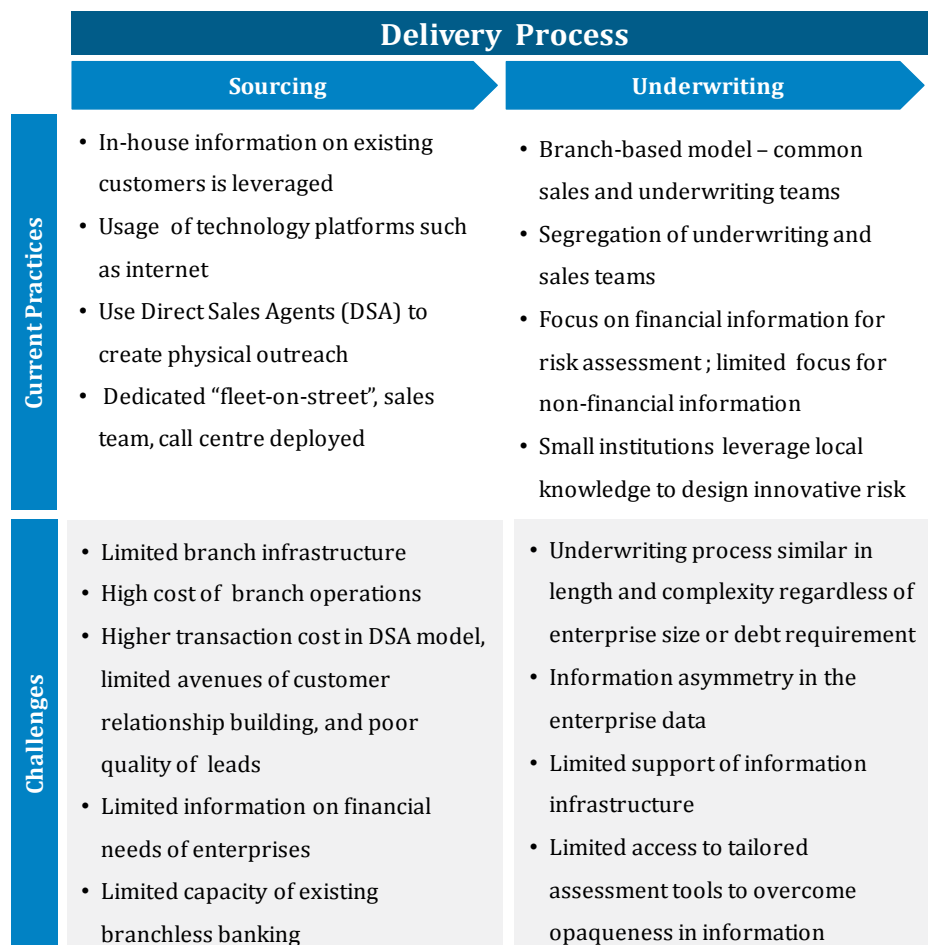 Delivery Process
Sourcing
Underwriting
Current Practices
• In-house information on existing
customers is leveraged
• Usage of technology platforms such
as internet
• Use Direct Sales Agents (DSA) to
create physical outreach
• Dedicated “fleet-on-street”, sales
team, call centre deployed
• Branch-based model – common
sales and underwriting teams
• Segregation of underwriting and
sales teams
• Focus on financial information for
risk assessment ; limited focus for
non-financial information
• Small institutions leverage local
knowledge to design innovative risk
Challenges
• Limited branch infrastructure
• High cost of branch operations
• Higher transaction cost in DSA model,
limited avenues of customer
relationship building, and poor
quality of leads
• Limited information on financial
needs of enterprises
• Limited capacity of existing
branchless banking
• Underwriting process similar in
length and complexity regardless of
enterprise size or debt requirement
• Information asymmetry in the
enterprise data
• Limited support of information
infrastructure
• Limited access to tailored
assessment tools to overcome
opaqueness in information